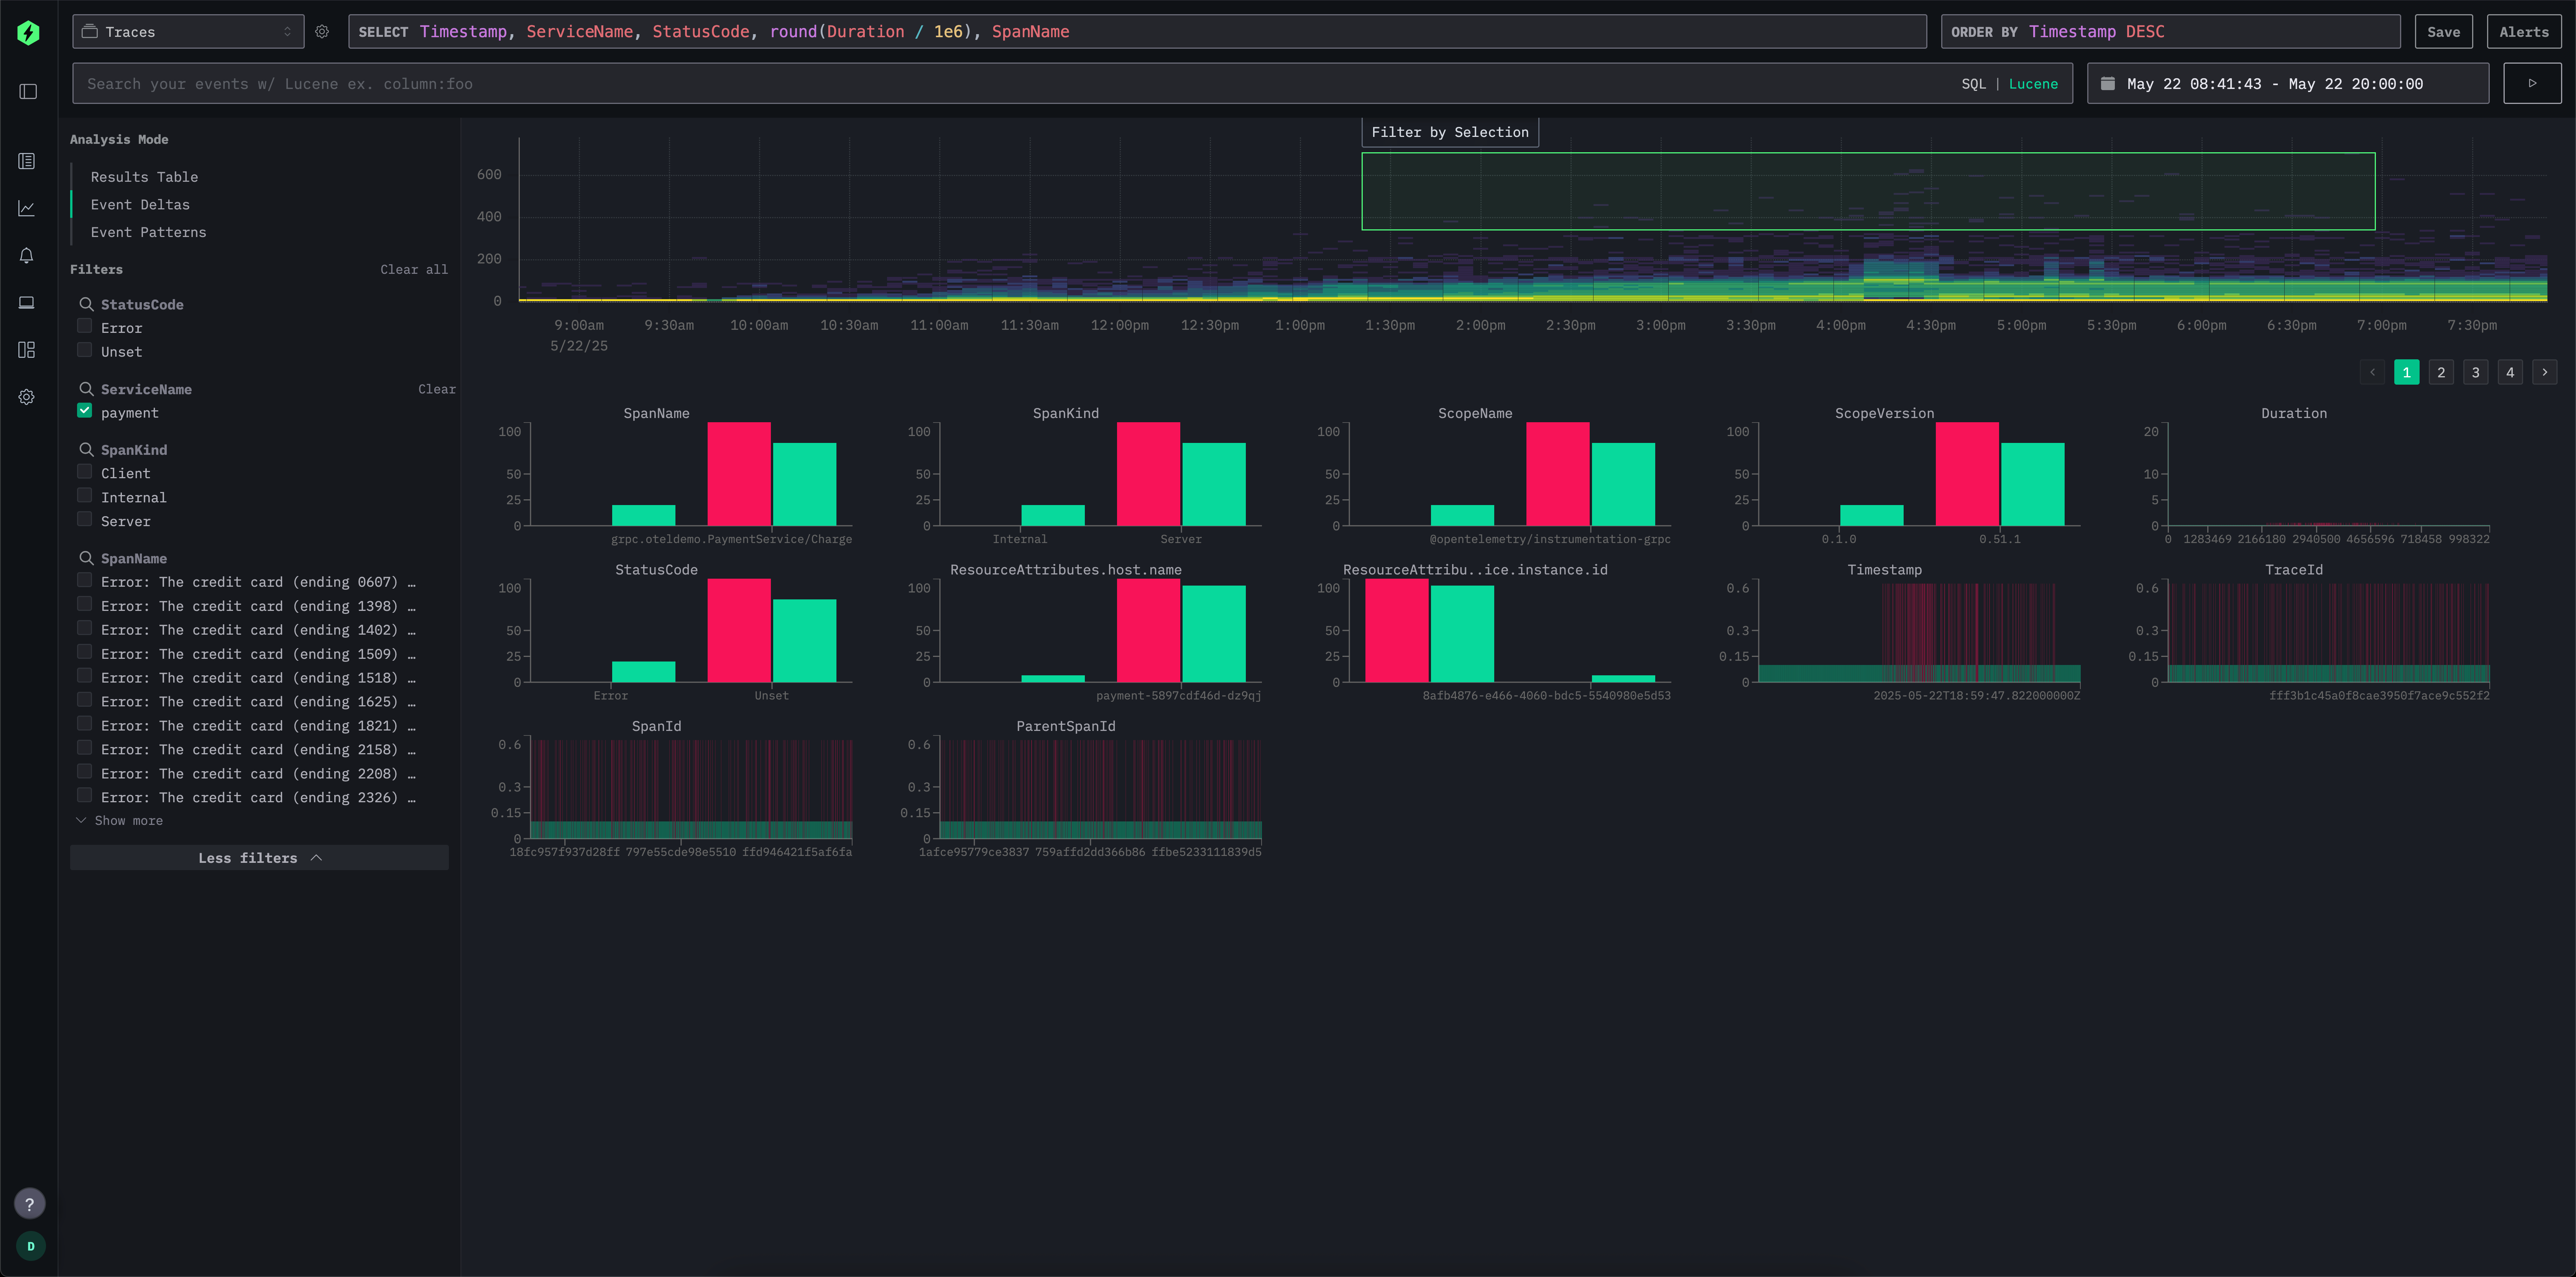 Traces
SELECT Timestamp, ServiceName, StatusCode, round(Duration / 1e6), SpanName
ORDER BY Timestamp DESC
Save
Alerts
Search your events w/ Lucene ex. column:foo
SQL | Lucene
May 22 08:41:43 - May 22 20:00:00
Analysis Mode
Results Table
Event Deltas
Event Patterns
Filters
Clear all
StatusCode
Error
Unset
ServiceName
Clear
payment
SpanKind
Client
Internal
Server
SpanName
Error: The credit card (ending 0607) …
Error: The credit card (ending 1398) …
Error: The credit card (ending 1402) …
Error: The credit card (ending 1509) …
Error: The credit card (ending 1518) …
Error: The credit card (ending 1625) …
Error: The credit card (ending 1821) …
Error: The credit card (ending 2158) …
Error: The credit card (ending 2208) …
Error: The credit card (ending 2326) …
Show more
Less filters
?
D
Filter by Selection
600
400
200
0
9:00am 9:30am 10:00am 10:30am 11:00am 11:30am 12:00pm 12:30pm 1:00pm 1:30pm 2:00pm 2:30pm 3:00pm 3:30pm 4:00pm 4:30pm 5:00pm 5:30pm 6:00pm 6:30pm 7:00pm 7:30pm
5/22/25
1 2 3 4
SpanName
100
50
25
0
grpc.oteldemo.PaymentService/Charge
SpanKind
100
50
25
0
Internal Server
ScopeName
100
50
25
0
@opentelemetry/instrumentation-grpc
ScopeVersion
100
50
25
0
0.1.0 0.51.1
Duration
20
10
5
0
0 1283469 2166180 2940500 4656596 718458 998322
StatusCode
100
50
25
0
Error Unset
ResourceAttributes.host.name
100
50
25
0
payment-5897cdf46d-dz9qj
ResourceAttribu..ice.instance.id
100
50
25
0
8afb4876-e466-4060-bdc5-5540980e5d53
Timestamp
0.6
0.3
0.15
0
2025-05-22T18:59:47.822000000Z
TraceId
0.6
0.3
0.15
0
fff3b1c45a0f8cae3950f7ace9c552f2
SpanId
0.6
0.3
0.15
0
18fc957f937d28ff 797e55cde98e5510 ffd946421f5af6fa
ParentSpanId
0.6
0.3
0.15
0
1afce95779ce3837 759affd2dd366b86 ffbe5233111839d5